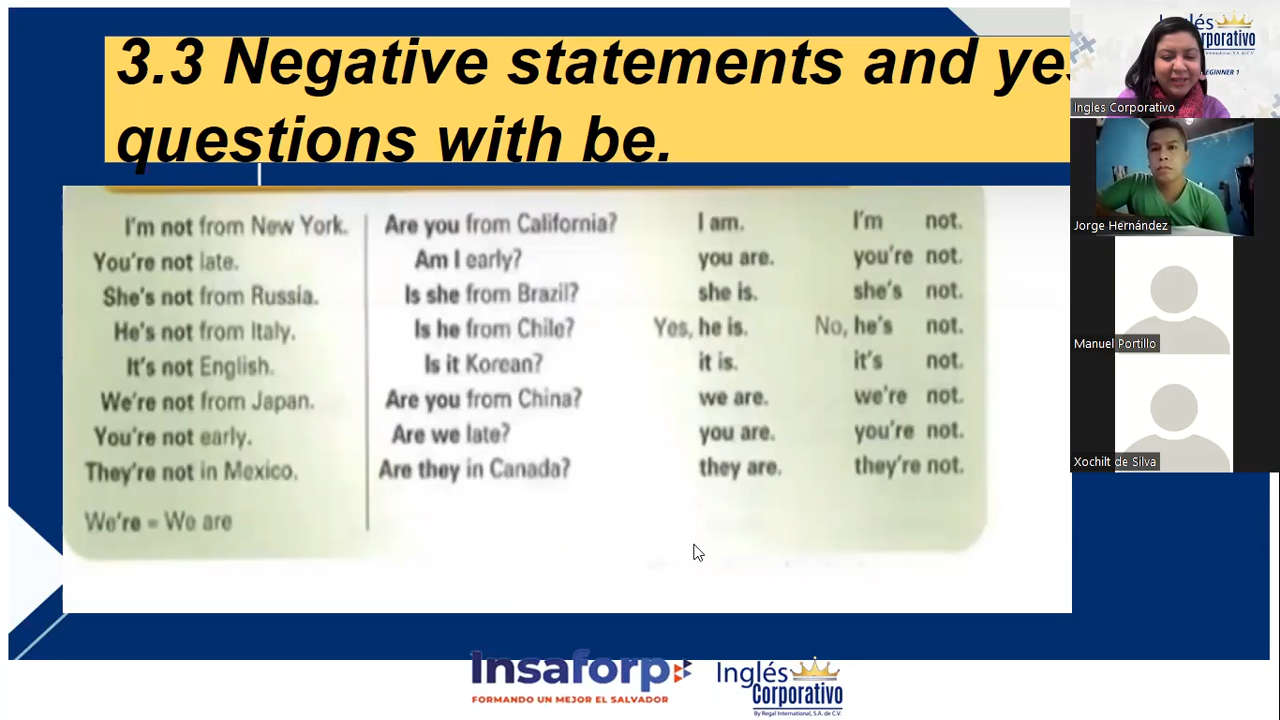 3.3 Negative statements and yes
questions with be.
I'm not from New York.
You're not late.
She's not from Russia.
He's not from Italy.
It's not English.
We're not from Japan.
You're not early.
They're not in Mexico.
We're = We are
Are you from California?
Am I early?
Is she from Brazil?
Is he from Chile?
Is it Korean?
Are you from China?
Are we late?
Are they in Canada?
I am.
you are.
she is.
Yes, he is.
it is.
we are.
you are.
they are.
I'm not.
you're not.
she's not.
No, he's not.
it's not.
we're not.
you're not.
they're not.
Insaforp
FORMANDO UN MEJOR EL SALVADOR
Inglés
Corporativo
By Regal International, S.A. de C.V.
Inglés
Corporativo
BEGINNER 1
Ingles Corporativo
Jorge Hernández
Manuel Portillo
Xochilt de Silva